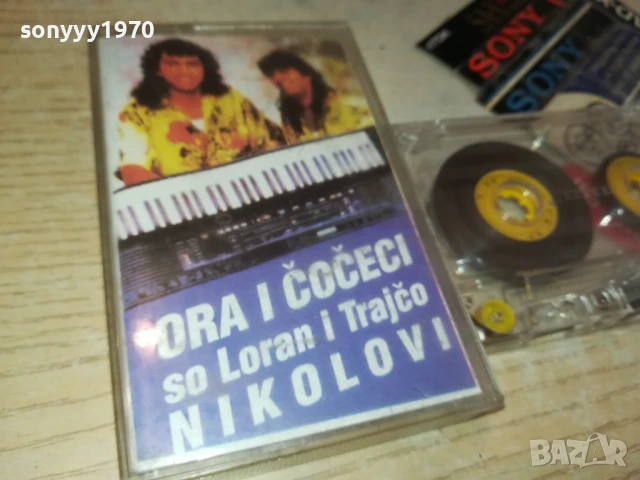 sonyyy1970
SONY
SONY
ORA I ČOČECI
so Loran i Trajčo
NIKOLOVI
BAZAR